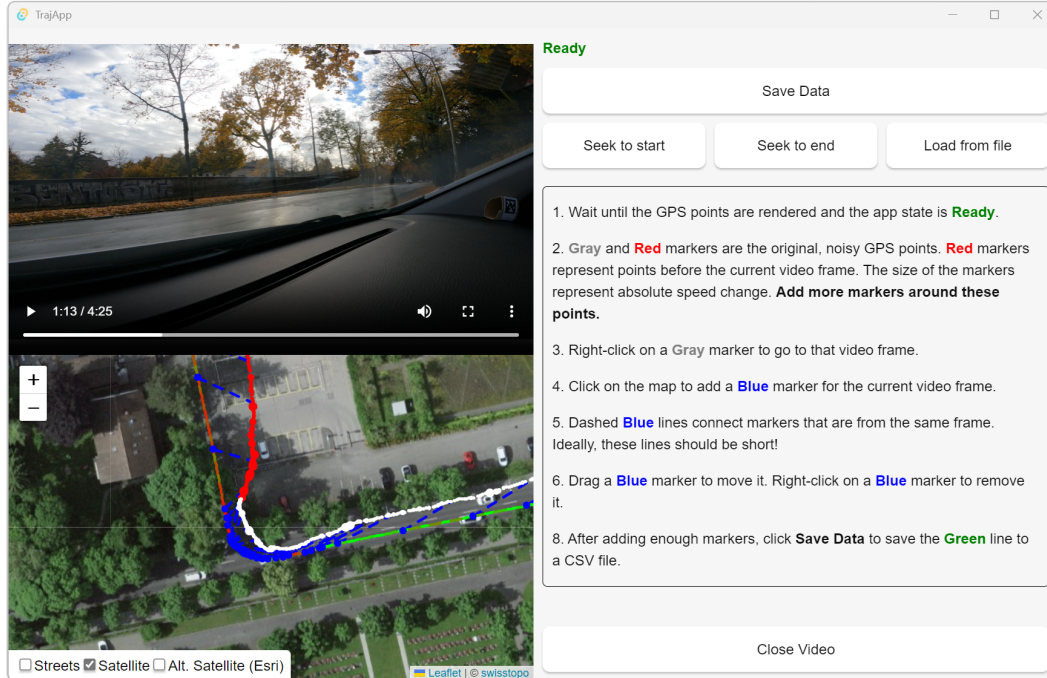 TrajApp
Ready
Save Data
Seek to start
Seek to end
Load from file
1:13 / 4:25
1. Wait until the GPS points are rendered and the app state is Ready.
2. Gray and Red markers are the original, noisy GPS points. Red markers
represent points before the current video frame. The size of the markers
represent absolute speed change. Add more markers around these
points.
3. Right-click on a Gray marker to go to that video frame.
4. Click on the map to add a Blue marker for the current video frame.
5. Dashed Blue lines connect markers that are from the same frame.
Ideally, these lines should be short!
6. Drag a Blue marker to move it. Right-click on a Blue marker to remove
it.
8. After adding enough markers, click Save Data to save the Green line to
a CSV file.
+
−
Streets Satellite Alt. Satellite (Esri)
Leaflet | © swisstopo
Close Video